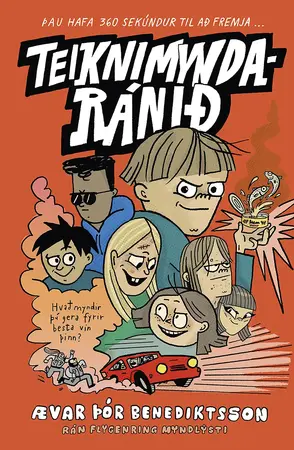 ÞAU HAFA 360 SEKÚNDUR TIL AÐ FREMJA ...
TEIKNIMYNDA-
RÁNIÐ
Hvað myndir
þú gera fyrir
besta vin
þinn?
ÆVAR ÞÓR BENEDIKTSSON
RÁN FLYGENRING MYNDLÝSTI